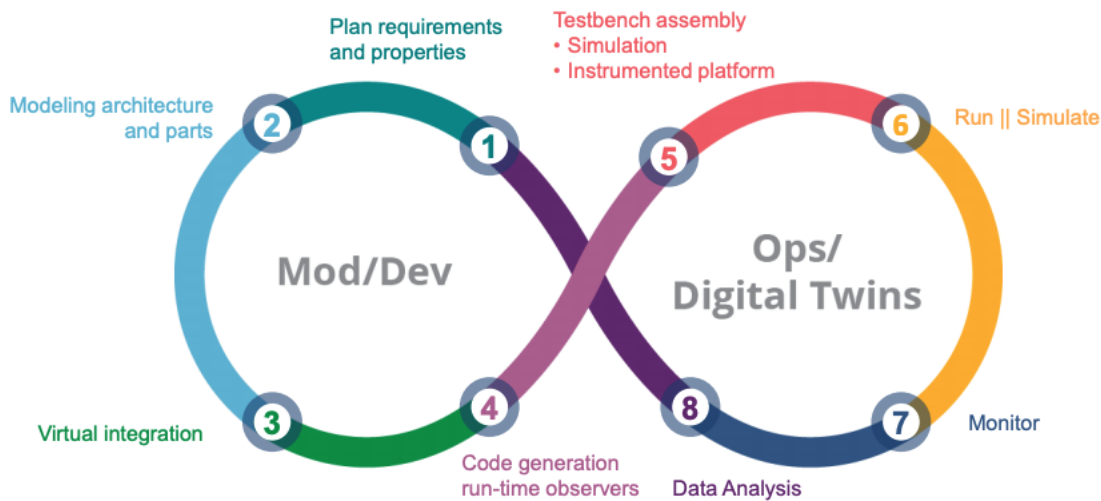 Plan requirements
and properties
Testbench assembly
• Simulation
• Instrumented platform
Modeling architecture
and parts
2
1
5
6
Run || Simulate
Mod/Dev
Ops/
Digital Twins
3
4
8
7
Virtual integration
Monitor
Code generation
run-time observers
Data Analysis